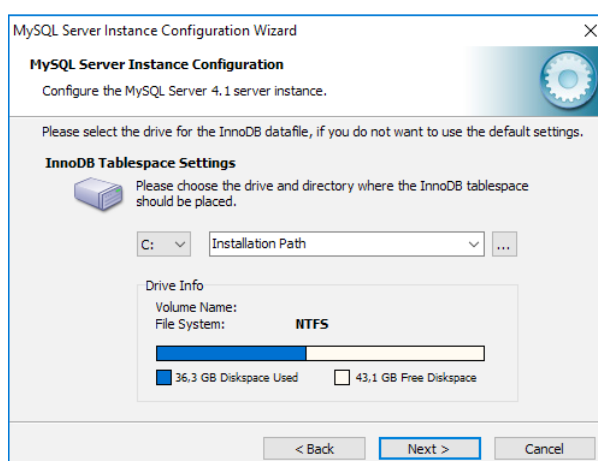 MySQL Server Instance Configuration Wizard
MySQL Server Instance Configuration
Configure the MySQL Server 4.1 server instance.
Please select the drive for the InnoDB datafile, if you do not want to use the default settings.
InnoDB Tablespace Settings
Please choose the drive and directory where the InnoDB tablespace
should be placed.
C: Installation Path ...
Drive Info
Volume Name:
File System: NTFS
36,3 GB Diskspace Used 43,1 GB Free Diskspace
< Back Next > Cancel